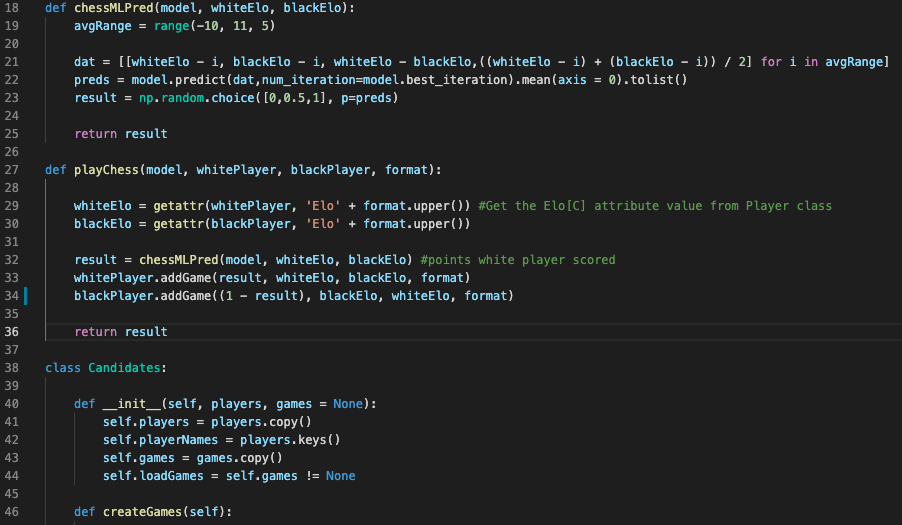 18 def chessMLPred(model, whiteElo, blackElo):
19 avgRange = range(-10, 11, 5)
20
21 dat = [[whiteElo - i, blackElo - i, whiteElo - blackElo,((whiteElo - i) + (blackElo - i)) / 2] for i in avgRange]
22 preds = model.predict(dat,num_iteration=model.best_iteration).mean(axis = 0).tolist()
23 result = np.random.choice([0,0.5,1], p=preds)
24
25 return result
26
27 def playChess(model, whitePlayer, blackPlayer, format):
28
29 whiteElo = getattr(whitePlayer, 'Elo' + format.upper()) #Get the Elo[C] attribute value from Player class
30 blackElo = getattr(blackPlayer, 'Elo' + format.upper())
31
32 result = chessMLPred(model, whiteElo, blackElo) #points white player scored
33 whitePlayer.addGame(result, whiteElo, blackElo, format)
34 blackPlayer.addGame((1 - result), blackElo, whiteElo, format)
35
36 return result
37
38 class Candidates:
39
40 def __init__(self, players, games = None):
41 self.players = players.copy()
42 self.playerNames = players.keys()
43 self.games = games.copy()
44 self.loadGames = self.games != None
45
46 def createGames(self):